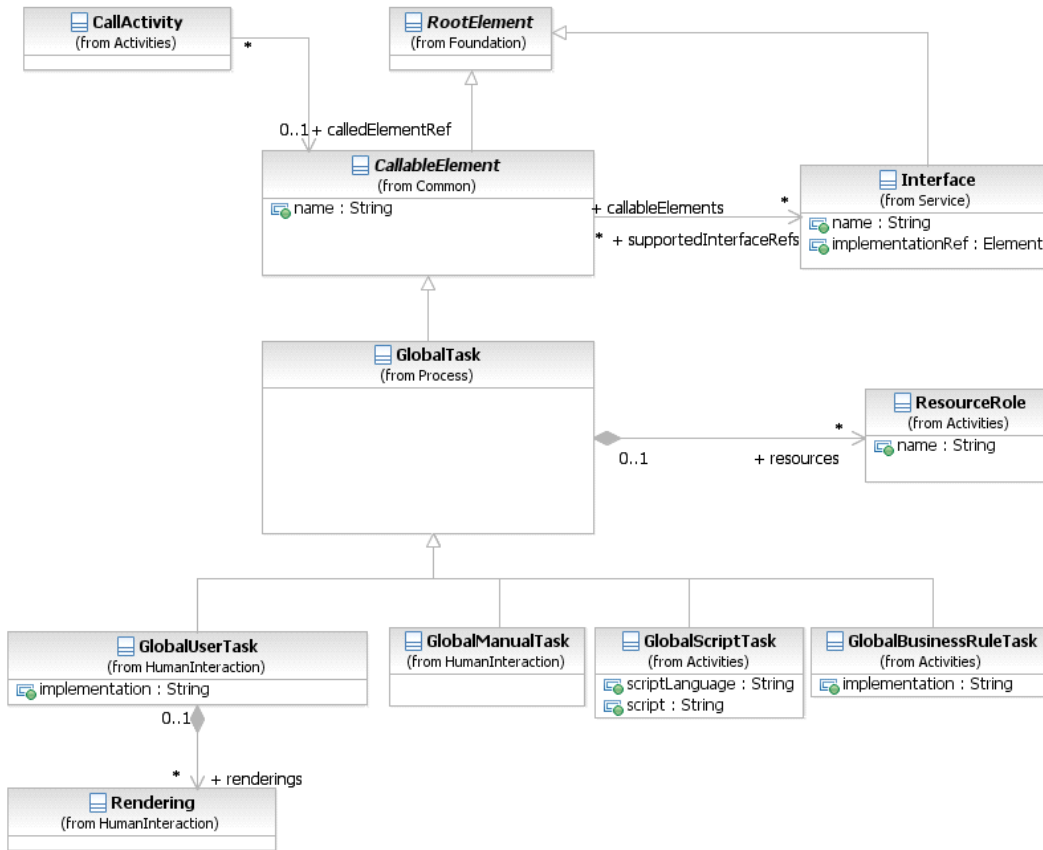 CallActivity
(from Activities)
*
RootElement
(from Foundation)
0..1 + calledElementRef
CallableElement
(from Common)
name : String
+ callableElements
*
* + supportedInterfaceRefs
Interface
(from Service)
name : String
implementationRef : Element
GlobalTask
(from Process)
0..1
*
+ resources
ResourceRole
(from Activities)
name : String
GlobalUserTask
(from HumanInteraction)
implementation : String
GlobalManualTask
(from HumanInteraction)
GlobalScriptTask
(from Activities)
scriptLanguage : String
script : String
GlobalBusinessRuleTask
(from Activities)
implementation : String
0..1
*
+ renderings
Rendering
(from HumanInteraction)